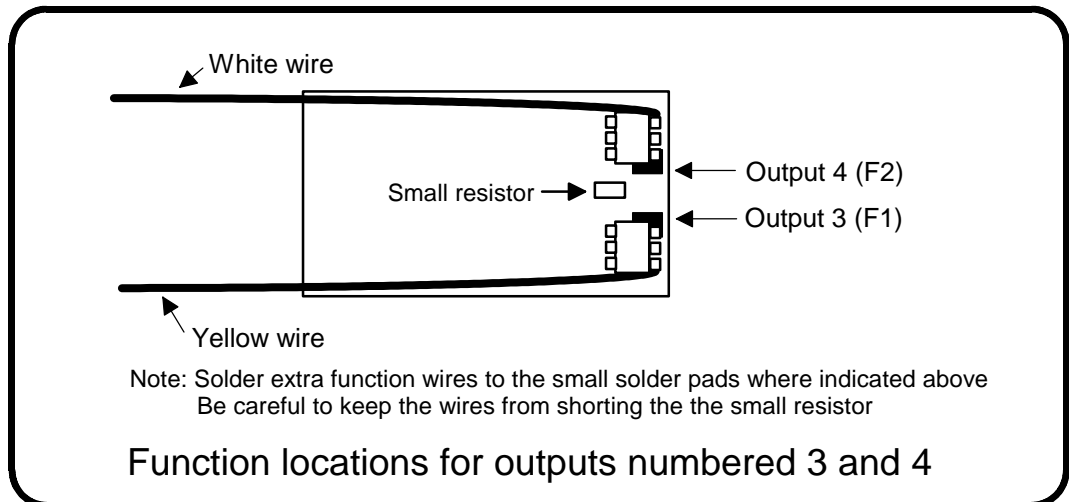 White wire
Output 4 (F2)
Small resistor
Output 3 (F1)
Yellow wire
Note: Solder extra function wires to the small solder pads where indicated above
Be careful to keep the wires from shorting the the small resistor
Function locations for outputs numbered 3 and 4